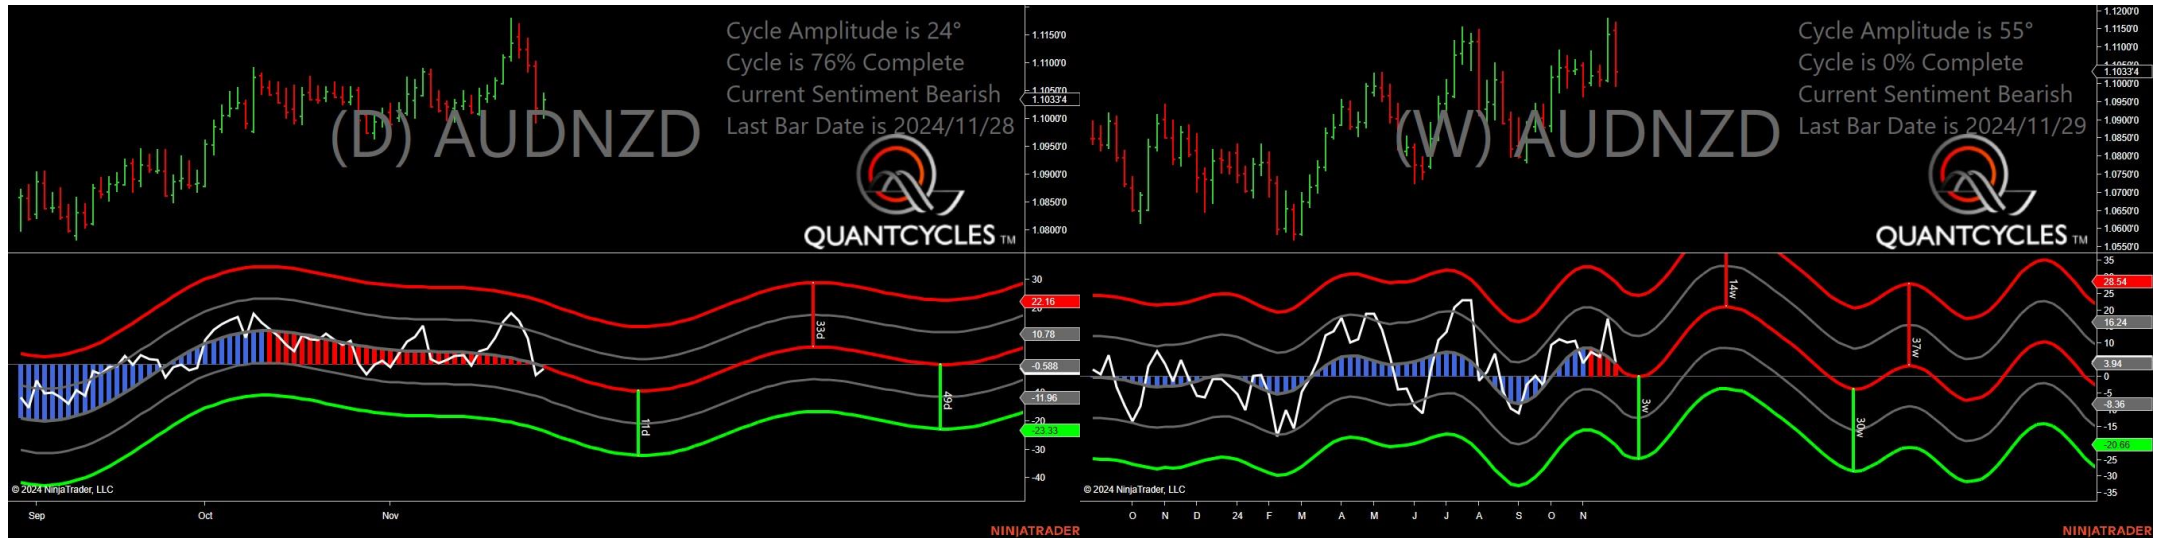 Cycle Amplitude is 24°
Cycle is 76% Complete
Current Sentiment Bearish
Last Bar Date is 2024/11/28
(D) AUDNZD
QUANTCYCLES TM
1.1150'0
1.1100'0
1.1050'0
1.1033'4
1.1000'0
1.0950'0
1.0900'0
1.0850'0
1.0800'0
30
22.16
10.78
-0.588
-11.96
-20
-23.33
-30
-40
33d
11d
49d
© 2024 NinjaTrader, LLC
Sep
Oct
Nov
NINJATRADER
Cycle Amplitude is 55°
Cycle is 0% Complete
Current Sentiment Bearish
Last Bar Date is 2024/11/29
(W) AUDNZD
QUANTCYCLES TM
1.1200'0
1.1150'0
1.1100'0
1.1033'4
1.1000'0
1.0950'0
1.0900'0
1.0850'0
1.0800'0
1.0750'0
1.0700'0
1.0650'0
1.0600'0
1.0550'0
35
28.54
25
20
16.24
10
3.94
0
-5
-8.36
-15
-20.66
-25
-30
-35
14w
37w
3w
30w
© 2024 NinjaTrader, LLC
O N D 24 F M A M J J A S O N
NINJATRADER